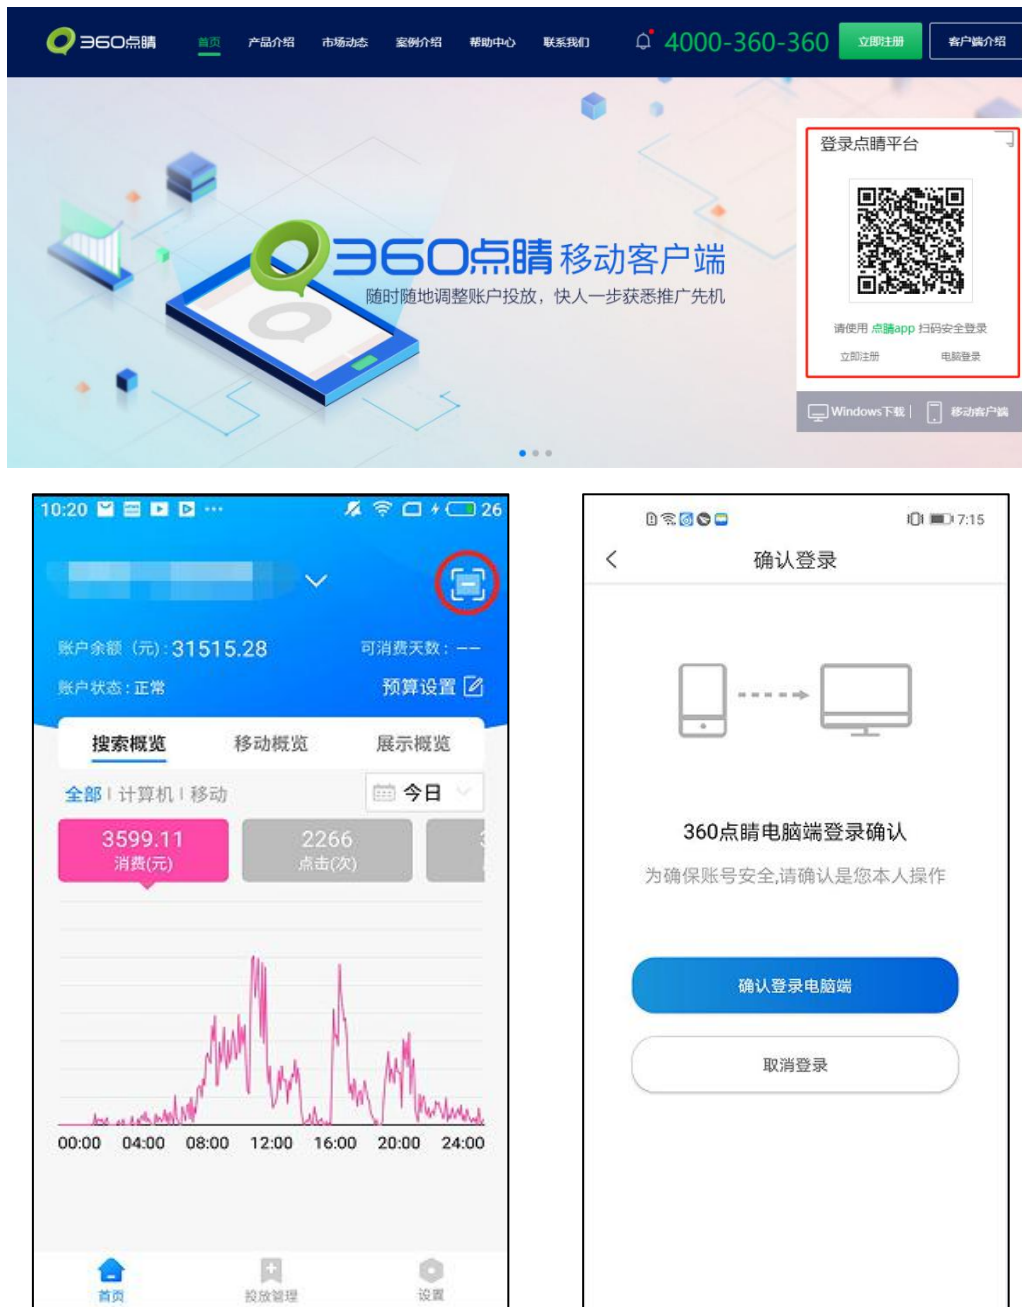 360点睛 首页 产品介绍 市场动态 案例介绍 帮助中心 联系我们 4000-360-360 立即注册 客户端介绍
登录点睛平台
360点睛 移动客户端
随时随地调整账户投放，快人一步获悉推广先机
请使用 点睛app 扫码安全登录
立即注册 电脑登录
Windows下载 | 移动客户端
10:20 ··· 26
账户余额（元）: 31515.28 可消费天数：--
账户状态：正常 预算设置
搜索概览 移动概览 展示概览
全部 | 计算机 | 移动 今日
3599.11 2266
消费(元) 点击(次)
00:00 04:00 08:00 12:00 16:00 20:00 24:00
首页 投放管理 设置
7:15
确认登录
360点睛电脑端登录确认
为确保账号安全,请确认是您本人操作
确认登录电脑端
取消登录